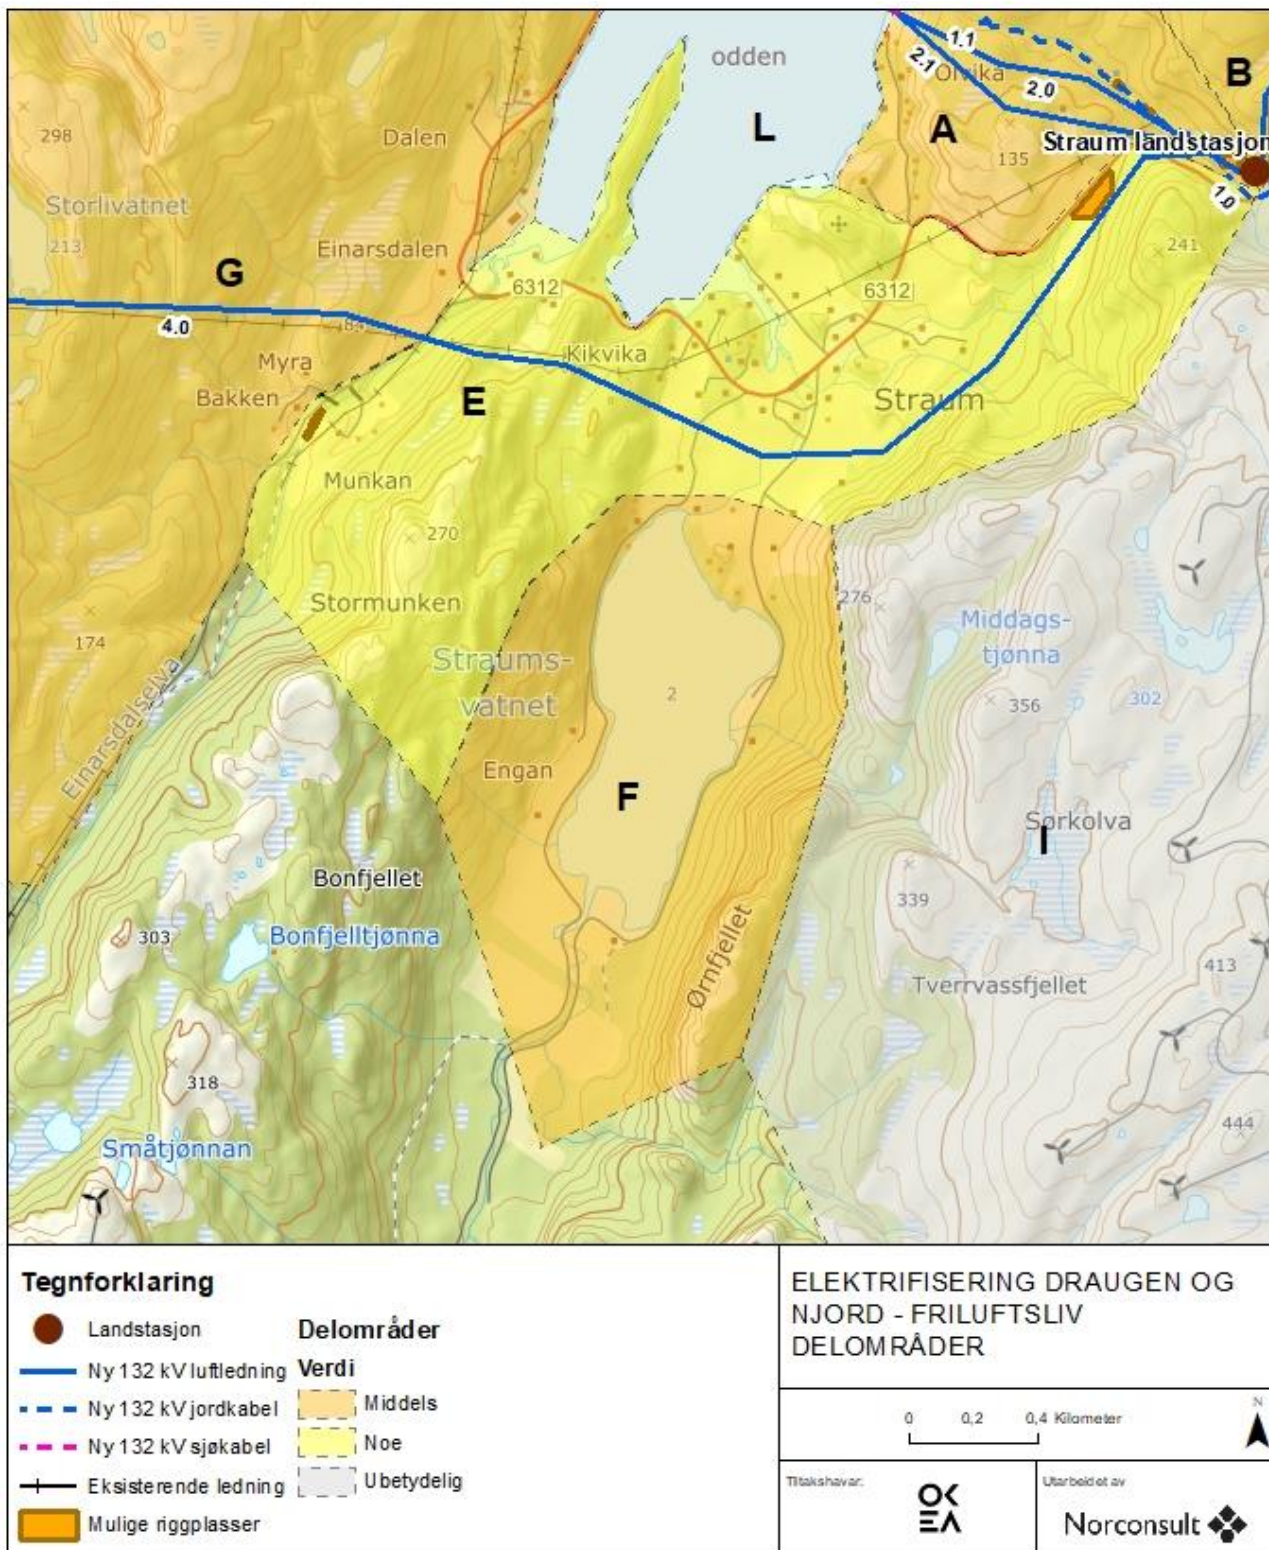 odden
L
1.1
2.1
Olvika
2.0
B
A
298
Dalen
135
Straum landstasjon
1.0
Storlivatnet
213
Einarsdalen
241
G
6312
6312
4.0
84
Kikvika
Myra
Bakken
E
Straum
Munkan
270
Stormunken
276
Middags-
tjønna
174
Straums-
vatnet
2
356
302
Einarsdalselva
Engan
F
Sørkolva
I
Bonfjellet
339
303
Bonfjelltjønna
Ørnfjellet
413
Tverrvassfjellet
318
444
Småtjønnan
Tegnforklaring
Landstasjon
Ny 132 kV luftledning
Ny 132 kV jordkabel
Ny 132 kV sjøkabel
Eksisterende ledning
Mulige riggplasser
Delområder
Verdi
Middels
Noe
Ubetydelig
ELEKTRIFISERING DRAUGEN OG
NJORD - FRILUFTSLIV
DELOMRÅDER
0 0,2 0,4 Kilometer
N
Tiltakshaver:
OKEA
Utarbeidet av
Norconsult